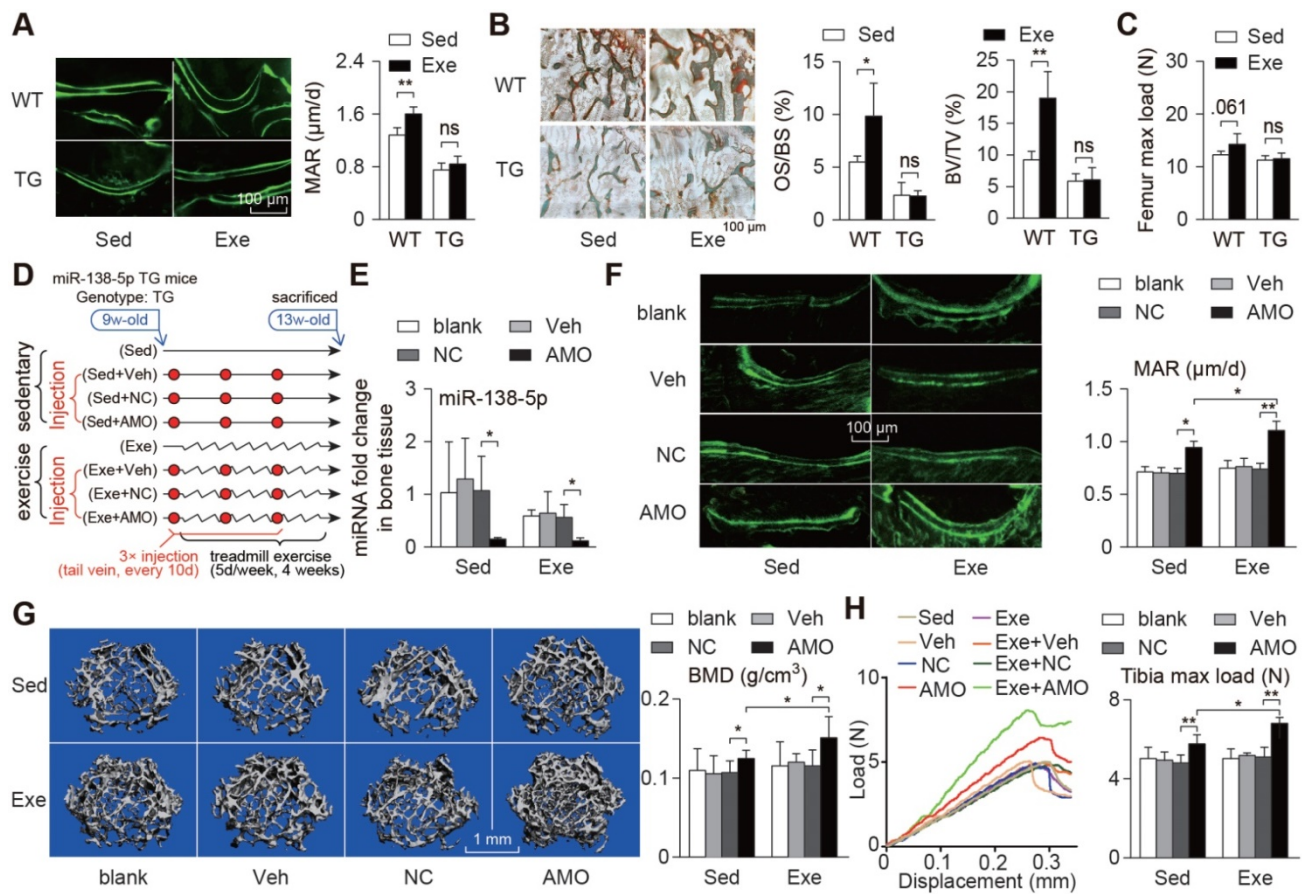 A
Sed
Exe
WT
TG
100 µm
Sed
Exe
MAR (µm/d)
2.4
1.6
0.8
0
**
ns
WT
TG
B
WT
TG
100 µm
Sed
Exe
Sed
OS/BS (%)
15
10
5
0
*
ns
WT
TG
Exe
BV/TV (%)
25
20
15
10
5
0
**
ns
WT
TG
C
Sed
Exe
Femur max load (N)
20
15
10
5
0
.061
ns
WT
TG
D
miR-138-5p TG mice
Genotype: TG
sacrificed
9w-old
13w-old
sedentary
Injection
(Sed)
(Sed+Veh)
(Sed+NC)
(Sed+AMO)
exercise
Injection
(Exe)
(Exe+Veh)
(Exe+NC)
(Exe+AMO)
3× injection
(tail vein, every 10d)
treadmill exercise
(5d/week, 4 weeks)
E
blank
Veh
NC
AMO
miR-138-5p
miRNA fold change
in bone tissue
3
2
1
0
*
*
Sed
Exe
F
blank
Veh
100 µm
NC
AMO
Sed
Exe
blank
Veh
NC
AMO
MAR (µm/d)
1.5
1.0
0.5
0
*
*
**
Sed
Exe
G
Sed
Exe
1 mm
blank
Veh
NC
AMO
blank
Veh
NC
AMO
BMD (g/cm³)
0.2
0.1
0
*
*
*
Sed
Exe
H
Sed
Exe
Veh
Exe+Veh
NC
Exe+NC
AMO
Exe+AMO
Load (N)
10
5
0
0
0.1
0.2
0.3
Displacement (mm)
blank
Veh
NC
AMO
Tibia max load (N)
8
4
0
**
*
**
Sed
Exe